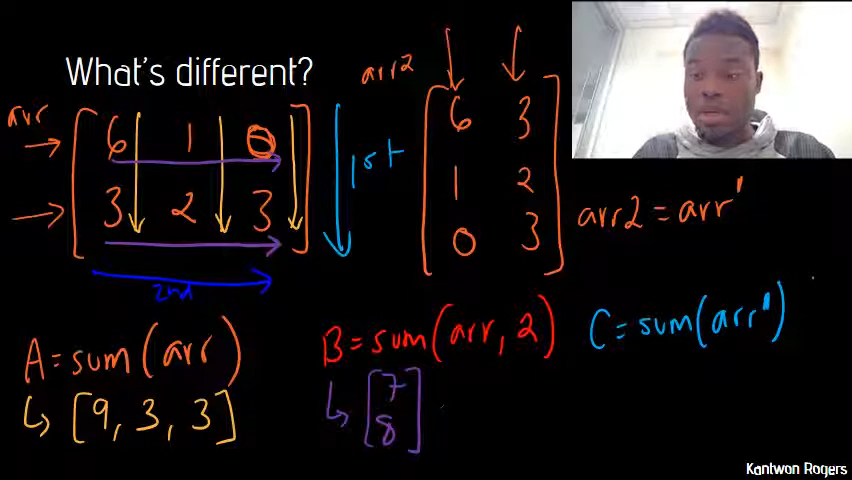 What's different?
arr
6 1 0
3 2 3
1st
2nd
arr2
6 3
1 2
0 3
arr2 = arr'
A = sum(arr)
↳ [9, 3, 3]
B = sum(arr, 2)
↳ [7
8]
C = sum(arr')
Kantwon Rogers